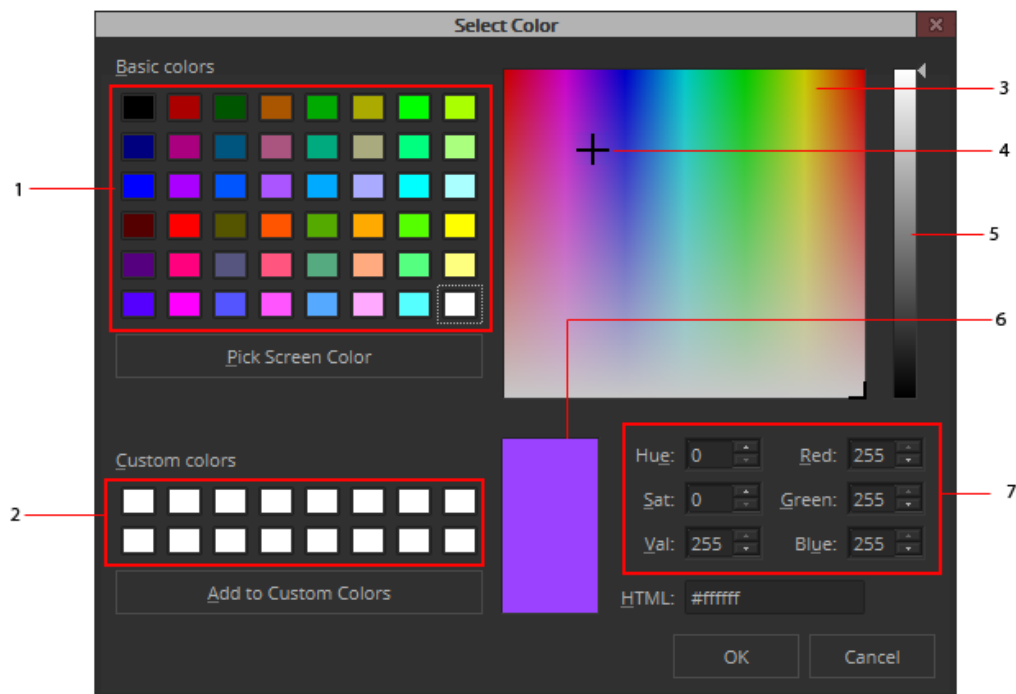 Select Color
Basic colors
1
3
4
5
6
Pick Screen Color
Custom colors
2
Hue: 0 Red: 255
Sat: 0 Green: 255
7
Val: 255 Blue: 255
Add to Custom Colors
HTML: #ffffff
OK Cancel